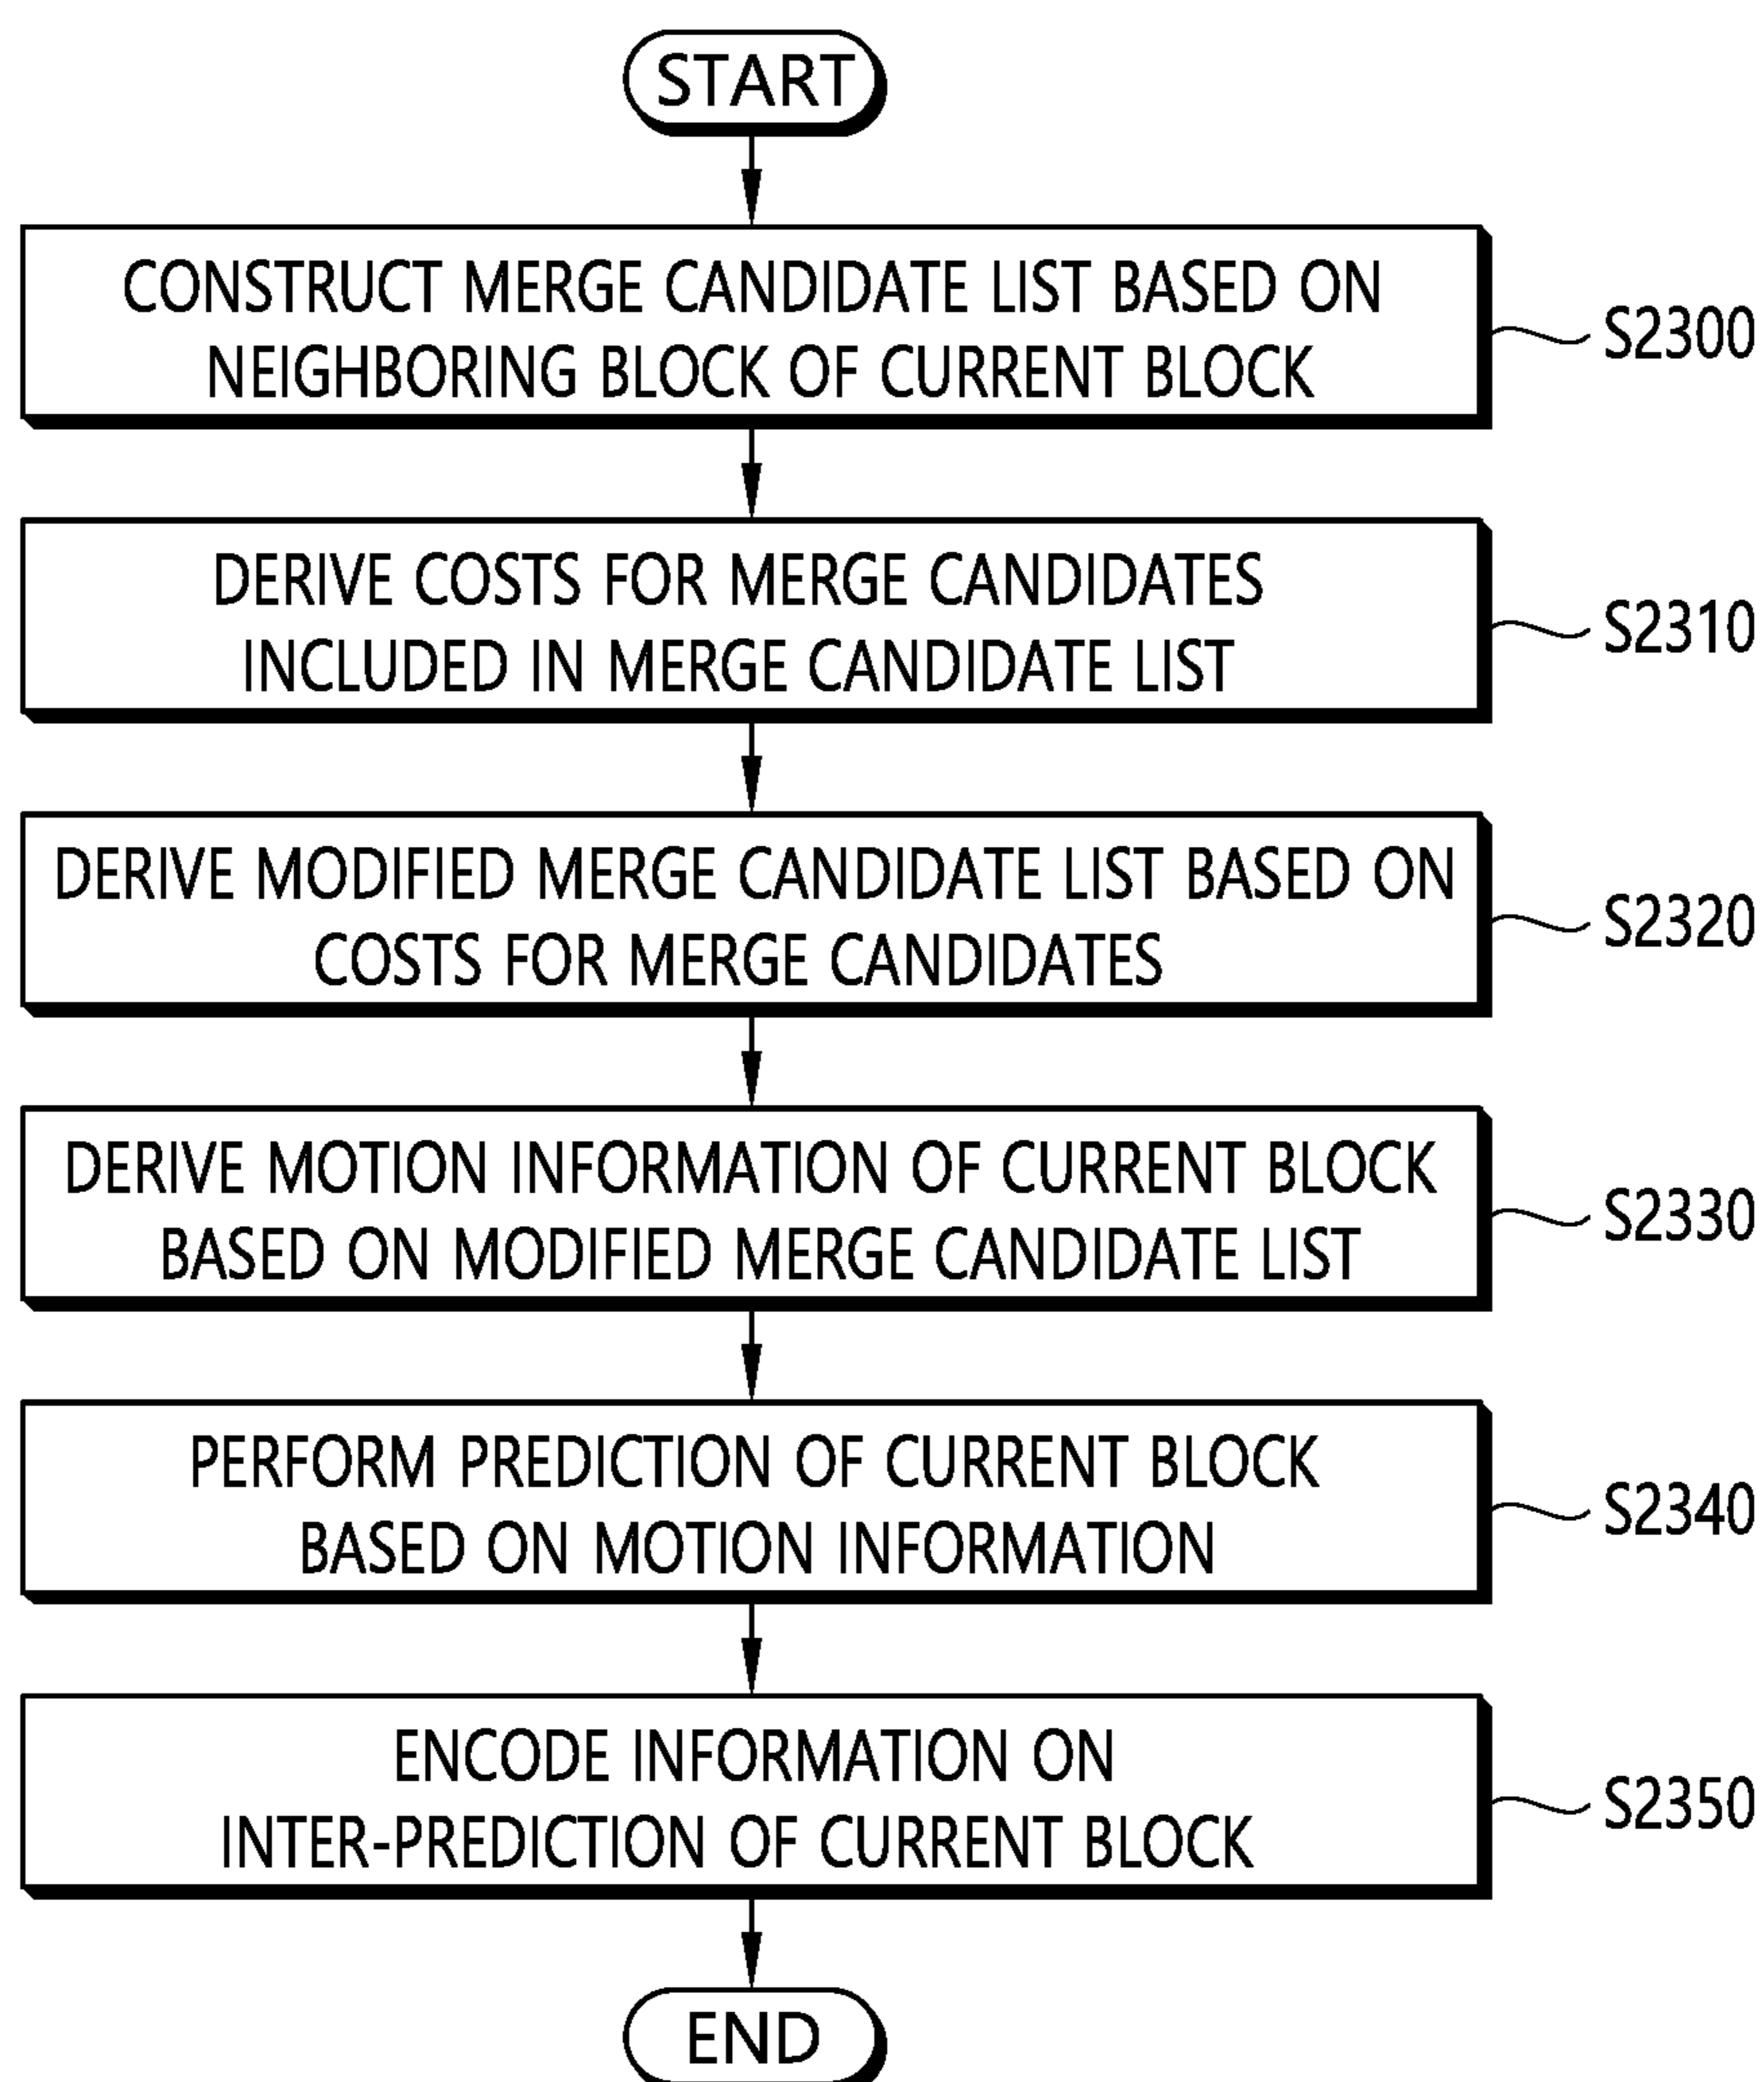 START
CONSTRUCT MERGE CANDIDATE LIST BASED ON
NEIGHBORING BLOCK OF CURRENT BLOCK
S2300
DERIVE COSTS FOR MERGE CANDIDATES
INCLUDED IN MERGE CANDIDATE LIST
S2310
DERIVE MODIFIED MERGE CANDIDATE LIST BASED ON
COSTS FOR MERGE CANDIDATES
S2320
DERIVE MOTION INFORMATION OF CURRENT BLOCK
BASED ON MODIFIED MERGE CANDIDATE LIST
S2330
PERFORM PREDICTION OF CURRENT BLOCK
BASED ON MOTION INFORMATION
S2340
ENCODE INFORMATION ON
INTER-PREDICTION OF CURRENT BLOCK
S2350
END